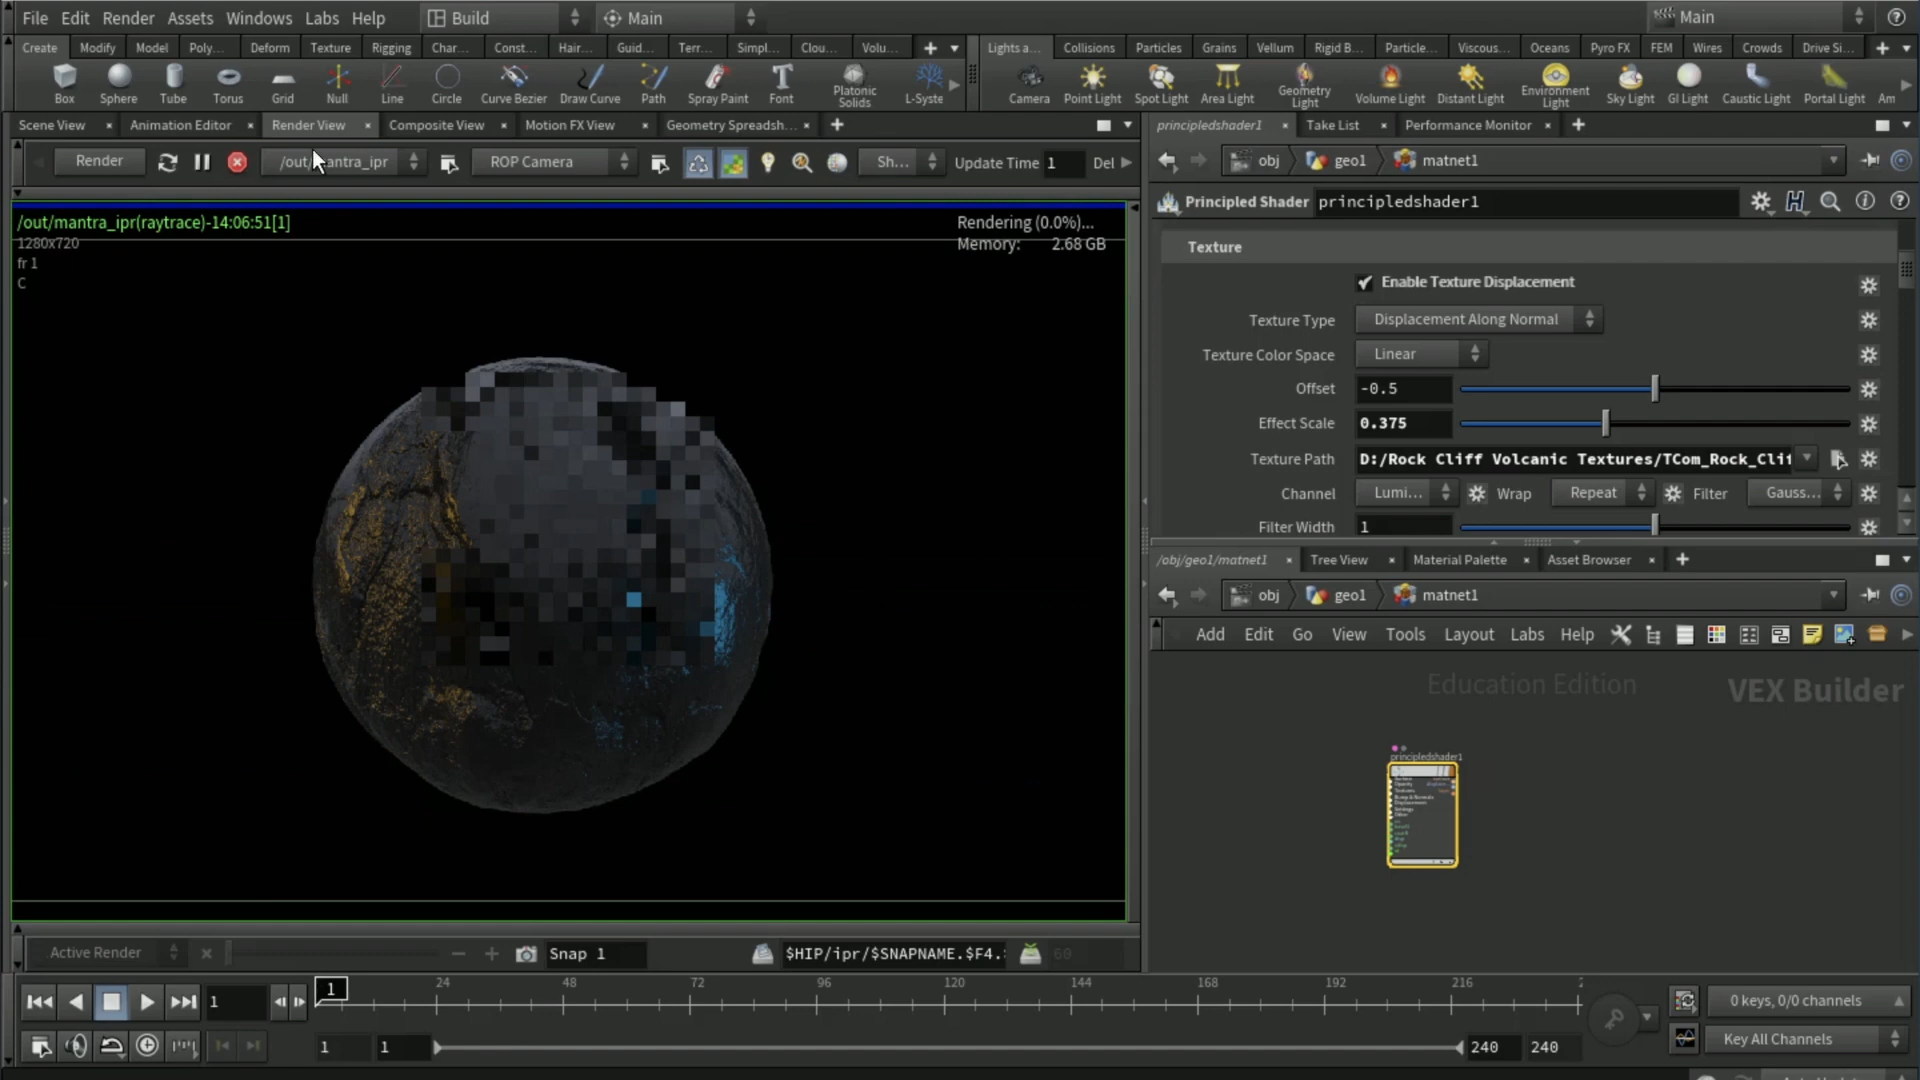 File Edit Render Assets Windows Labs Help Build Main Main
Create Modify Model Poly... Deform Texture Rigging Char... Const... Hair... Guid... Terr... Simpl... Clou... Volu... Lights a... Collisions Particles Grains Vellum Rigid B... Particle... Viscous... Oceans Pyro FX FEM Wires Crowds Drive Si...
Box Sphere Tube Torus Grid Null Line Circle Curve Bezier Draw Curve Path Spray Paint Font Platonic Solids L-Syste Camera Point Light Spot Light Area Light Geometry Light Volume Light Distant Light Environment Light Sky Light GI Light Caustic Light Portal Light Am
Scene View Animation Editor Render View Composite View Motion FX View Geometry Spreadsh...
Render /out/mantra_ipr ROP Camera Sh... Update Time 1 Del
/out/mantra_ipr(raytrace)-14:06:51[1]
1280x720
fr 1
C
Rendering (0.0%)...
Memory: 2.68 GB
principledshader1 Take List Performance Monitor
obj geo1 matnet1
Principled Shader principledshader1
Texture
Enable Texture Displacement
Texture Type Displacement Along Normal
Texture Color Space Linear
Offset -0.5
Effect Scale 0.375
Texture Path D:/Rock Cliff Volcanic Textures/TCom_Rock_Clif
Channel Lumi... Wrap Repeat Filter Gauss...
Filter Width 1
/obj/geo1/matnet1 Tree View Material Palette Asset Browser
obj geo1 matnet1
Add Edit Go View Tools Layout Labs Help
Education Edition VEX Builder
principledshader1
Active Render Snap 1 $HIP/ipr/$SNAPNAME.$F4.: 60
1 1 24 48 72 96 120 144 168 192 216 2
0 keys, 0/0 channels
1 1 240 240
Key All Channels